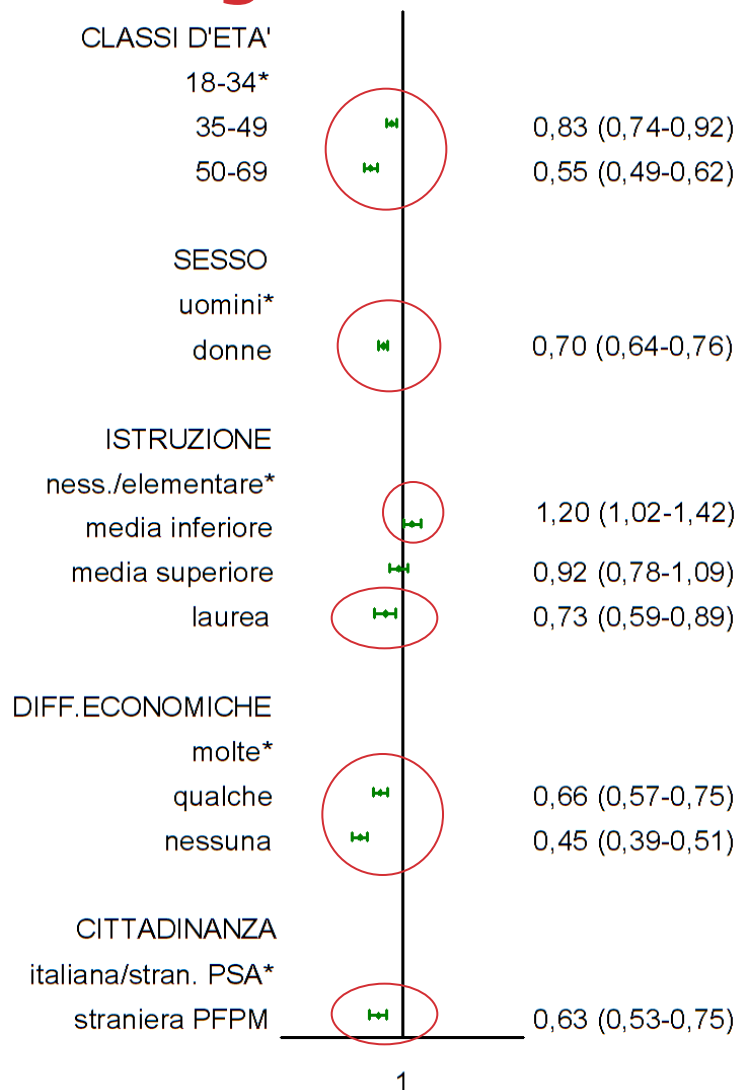 CLASSI D'ETA'
18-34*
35-49 0,83 (0,74-0,92)
50-69 0,55 (0,49-0,62)
SESSO
uomini*
donne 0,70 (0,64-0,76)
ISTRUZIONE
ness./elementare*
media inferiore 1,20 (1,02-1,42)
media superiore 0,92 (0,78-1,09)
laurea 0,73 (0,59-0,89)
DIFF.ECONOMICHE
molte*
qualche 0,66 (0,57-0,75)
nessuna 0,45 (0,39-0,51)
CITTADINANZA
italiana/stran. PSA*
straniera PFPM 0,63 (0,53-0,75)
1